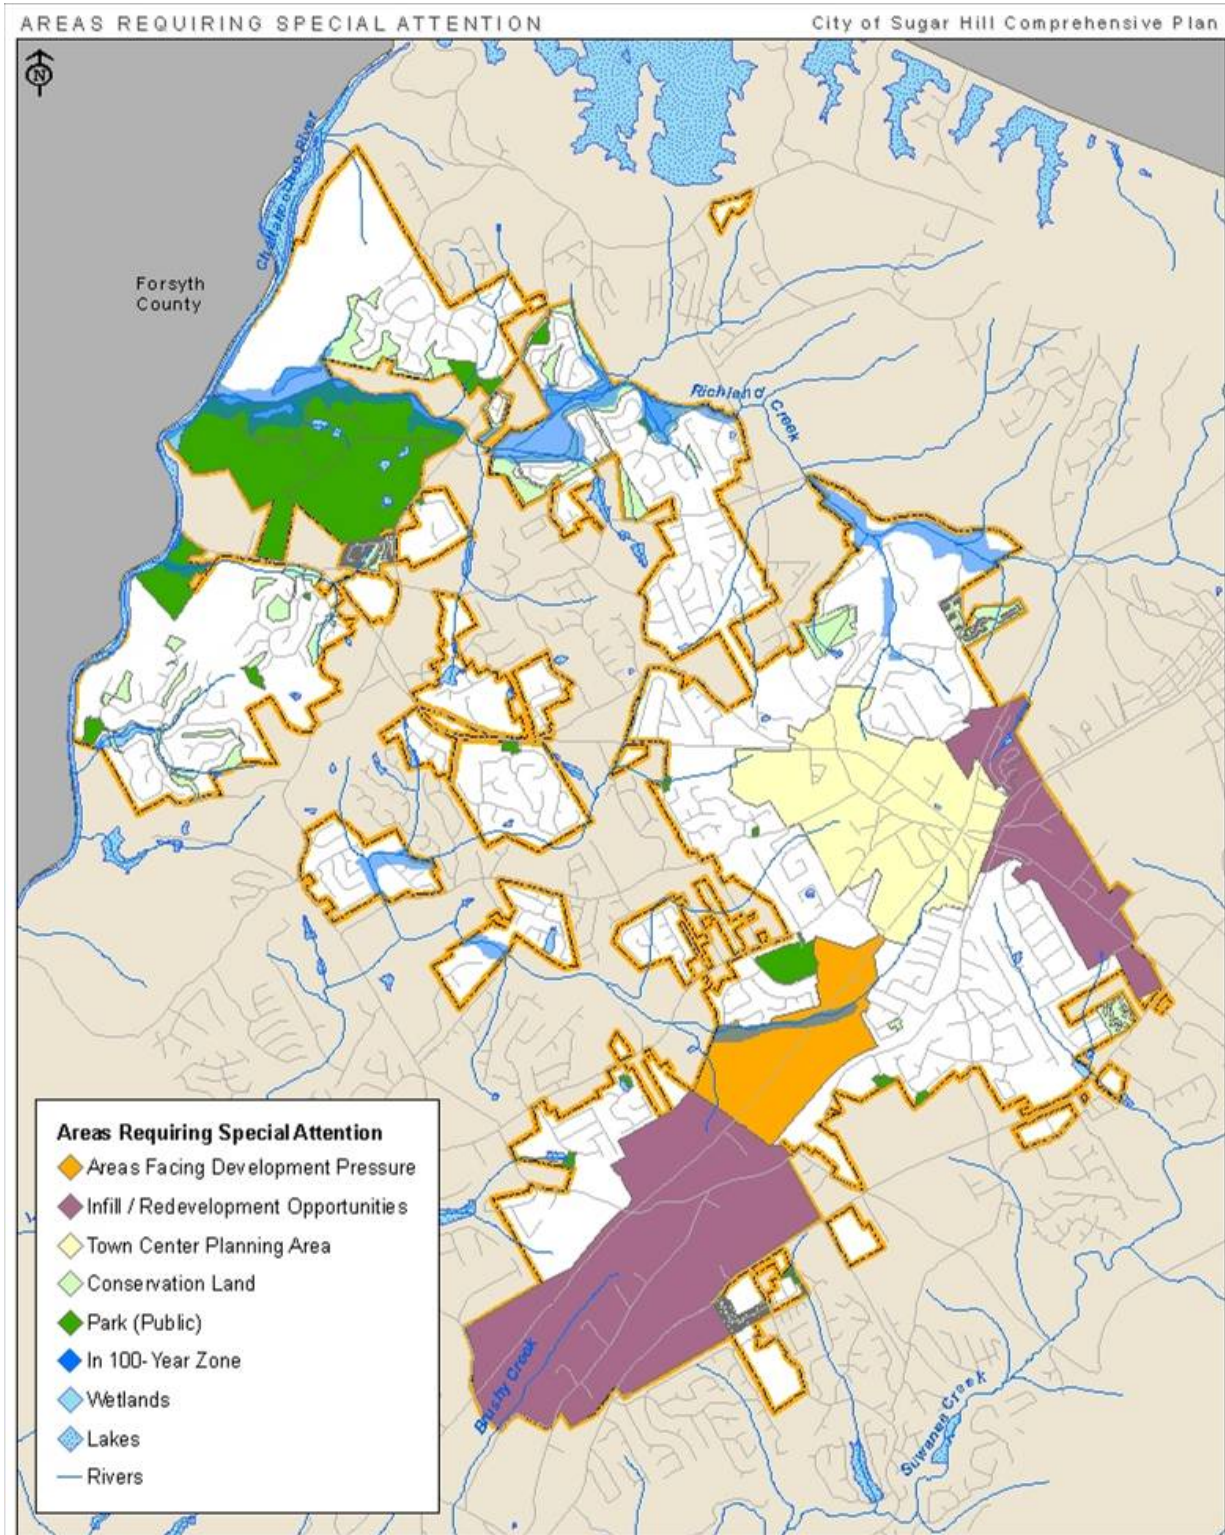 AREAS REQUIRING SPECIAL ATTENTION
City of Sugar Hill Comprehensive Plan
N
Chattahoochee River
Forsyth
County
Richland Creek
Areas Requiring Special Attention
Areas Facing Development Pressure
Infill / Redevelopment Opportunities
Town Center Planning Area
Conservation Land
Park (Public)
In 100-Year Zone
Wetlands
Lakes
Rivers
Brushy Creek
Suwanee Creek